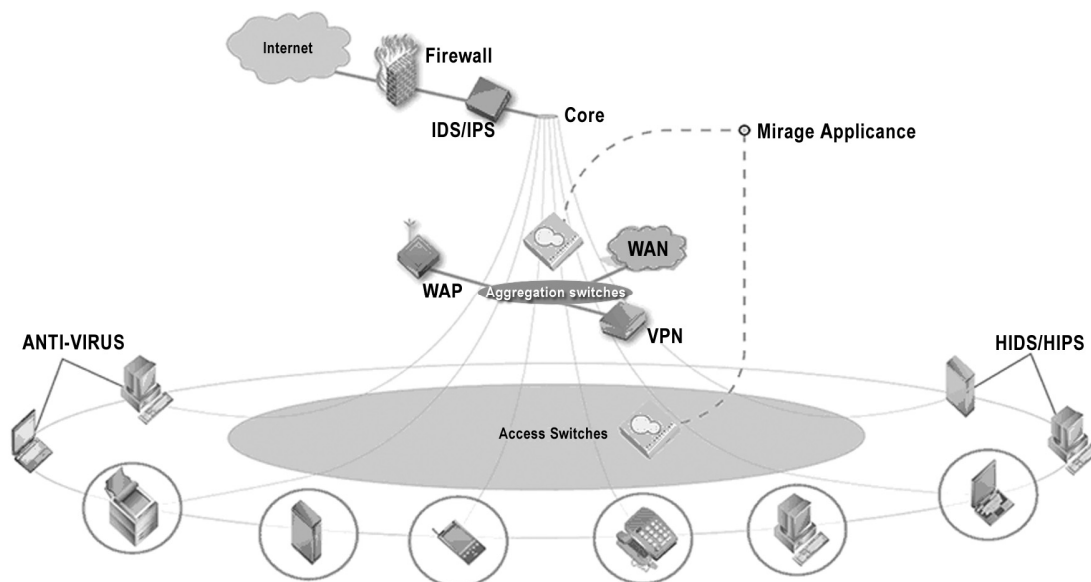 Internet
Firewall
IDS/IPS
Core
Mirage Applicance
WAP
WAN
Aggregation switches
VPN
ANTI-VIRUS
HIDS/HIPS
Access Switches